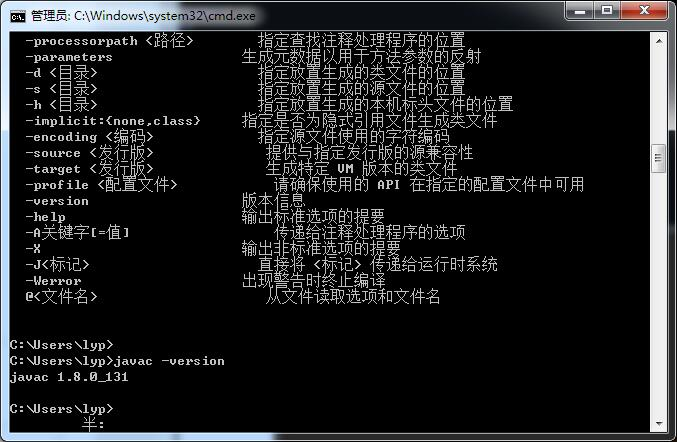 管理员: C:\Windows\system32\cmd.exe
-processorpath <路径> 指定查找注释处理程序的位置
-parameters 生成元数据以用于方法参数的反射
-d <目录> 指定放置生成的类文件的位置
-s <目录> 指定放置生成的源文件的位置
-h <目录> 指定放置生成的本机标头文件的位置
-implicit:{none,class} 指定是否为隐式引用文件生成类文件
-encoding <编码> 指定源文件使用的字符编码
-source <发行版> 提供与指定发行版的源兼容性
-target <发行版> 生成特定 VM 版本的类文件
-profile <配置文件> 请确保使用的 API 在指定的配置文件中可用
-version 版本信息
-help 输出标准选项的提要
-A关键字[=值] 传递给注释处理程序的选项
-X 输出非标准选项的提要
-J<标记> 直接将 <标记> 传递给运行时系统
-Werror 出现警告时终止编译
@<文件名> 从文件读取选项和文件名
C:\Users\lyp>
C:\Users\lyp>javac -version
javac 1.8.0_131
C:\Users\lyp>
半: